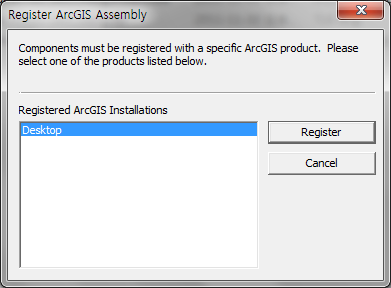 Register ArcGIS Assembly
Components must be registered with a specific ArcGIS product.  Please
select one of the products listed below.
Registered ArcGIS Installations
Desktop
Register
Cancel